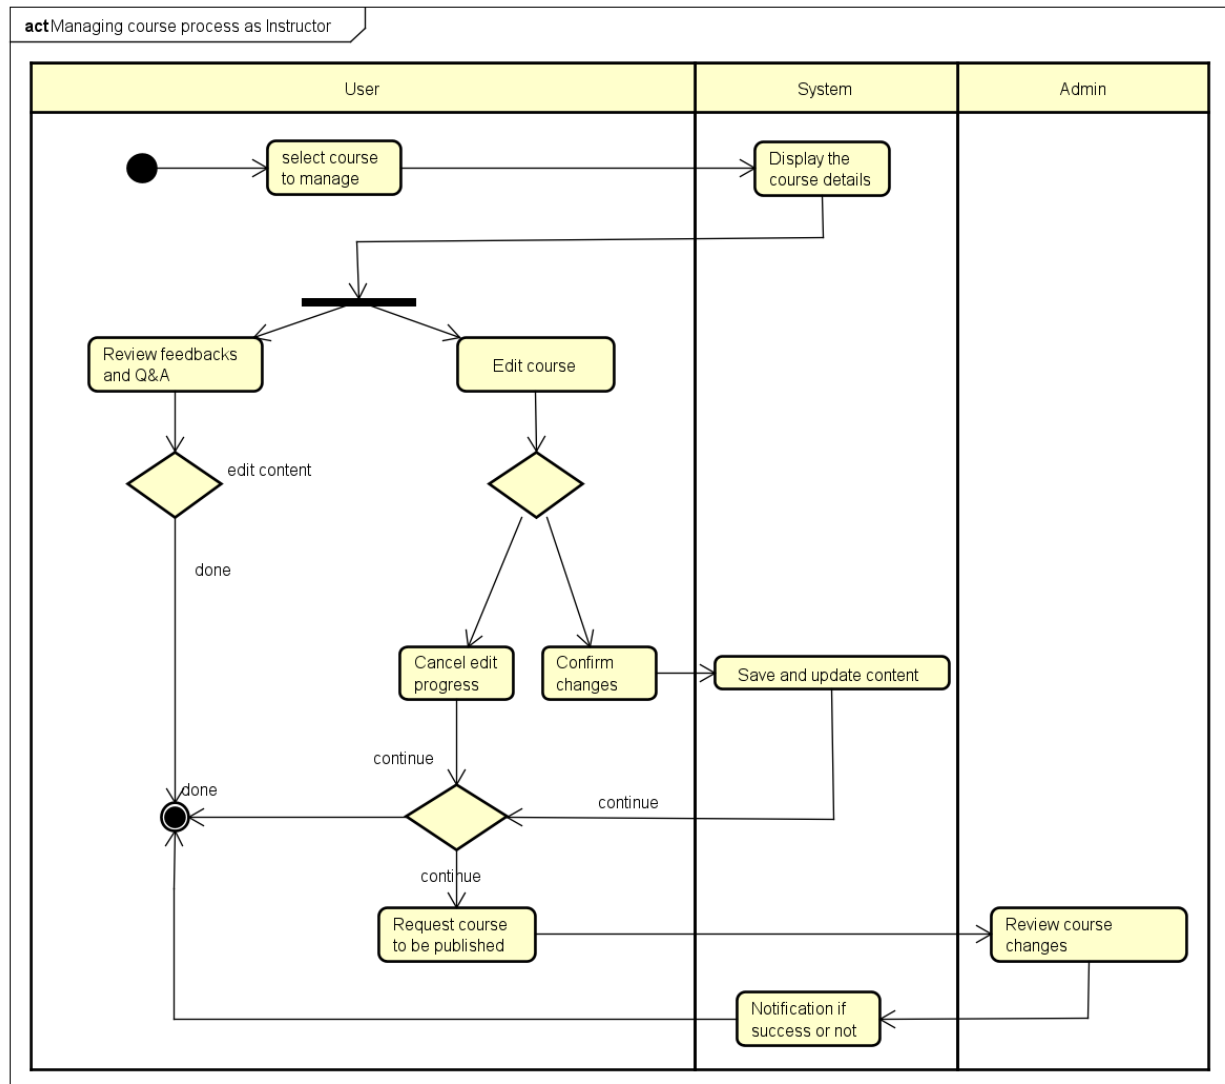 act Managing course process as Instructor
User
System
Admin
select course
to manage
Display the
course details
Review feedbacks
and Q&A
Edit course
edit content
done
Cancel edit
progress
Confirm
changes
Save and update content
continue
done
continue
continue
Request course
to be published
Review course
changes
Notification if
success or not